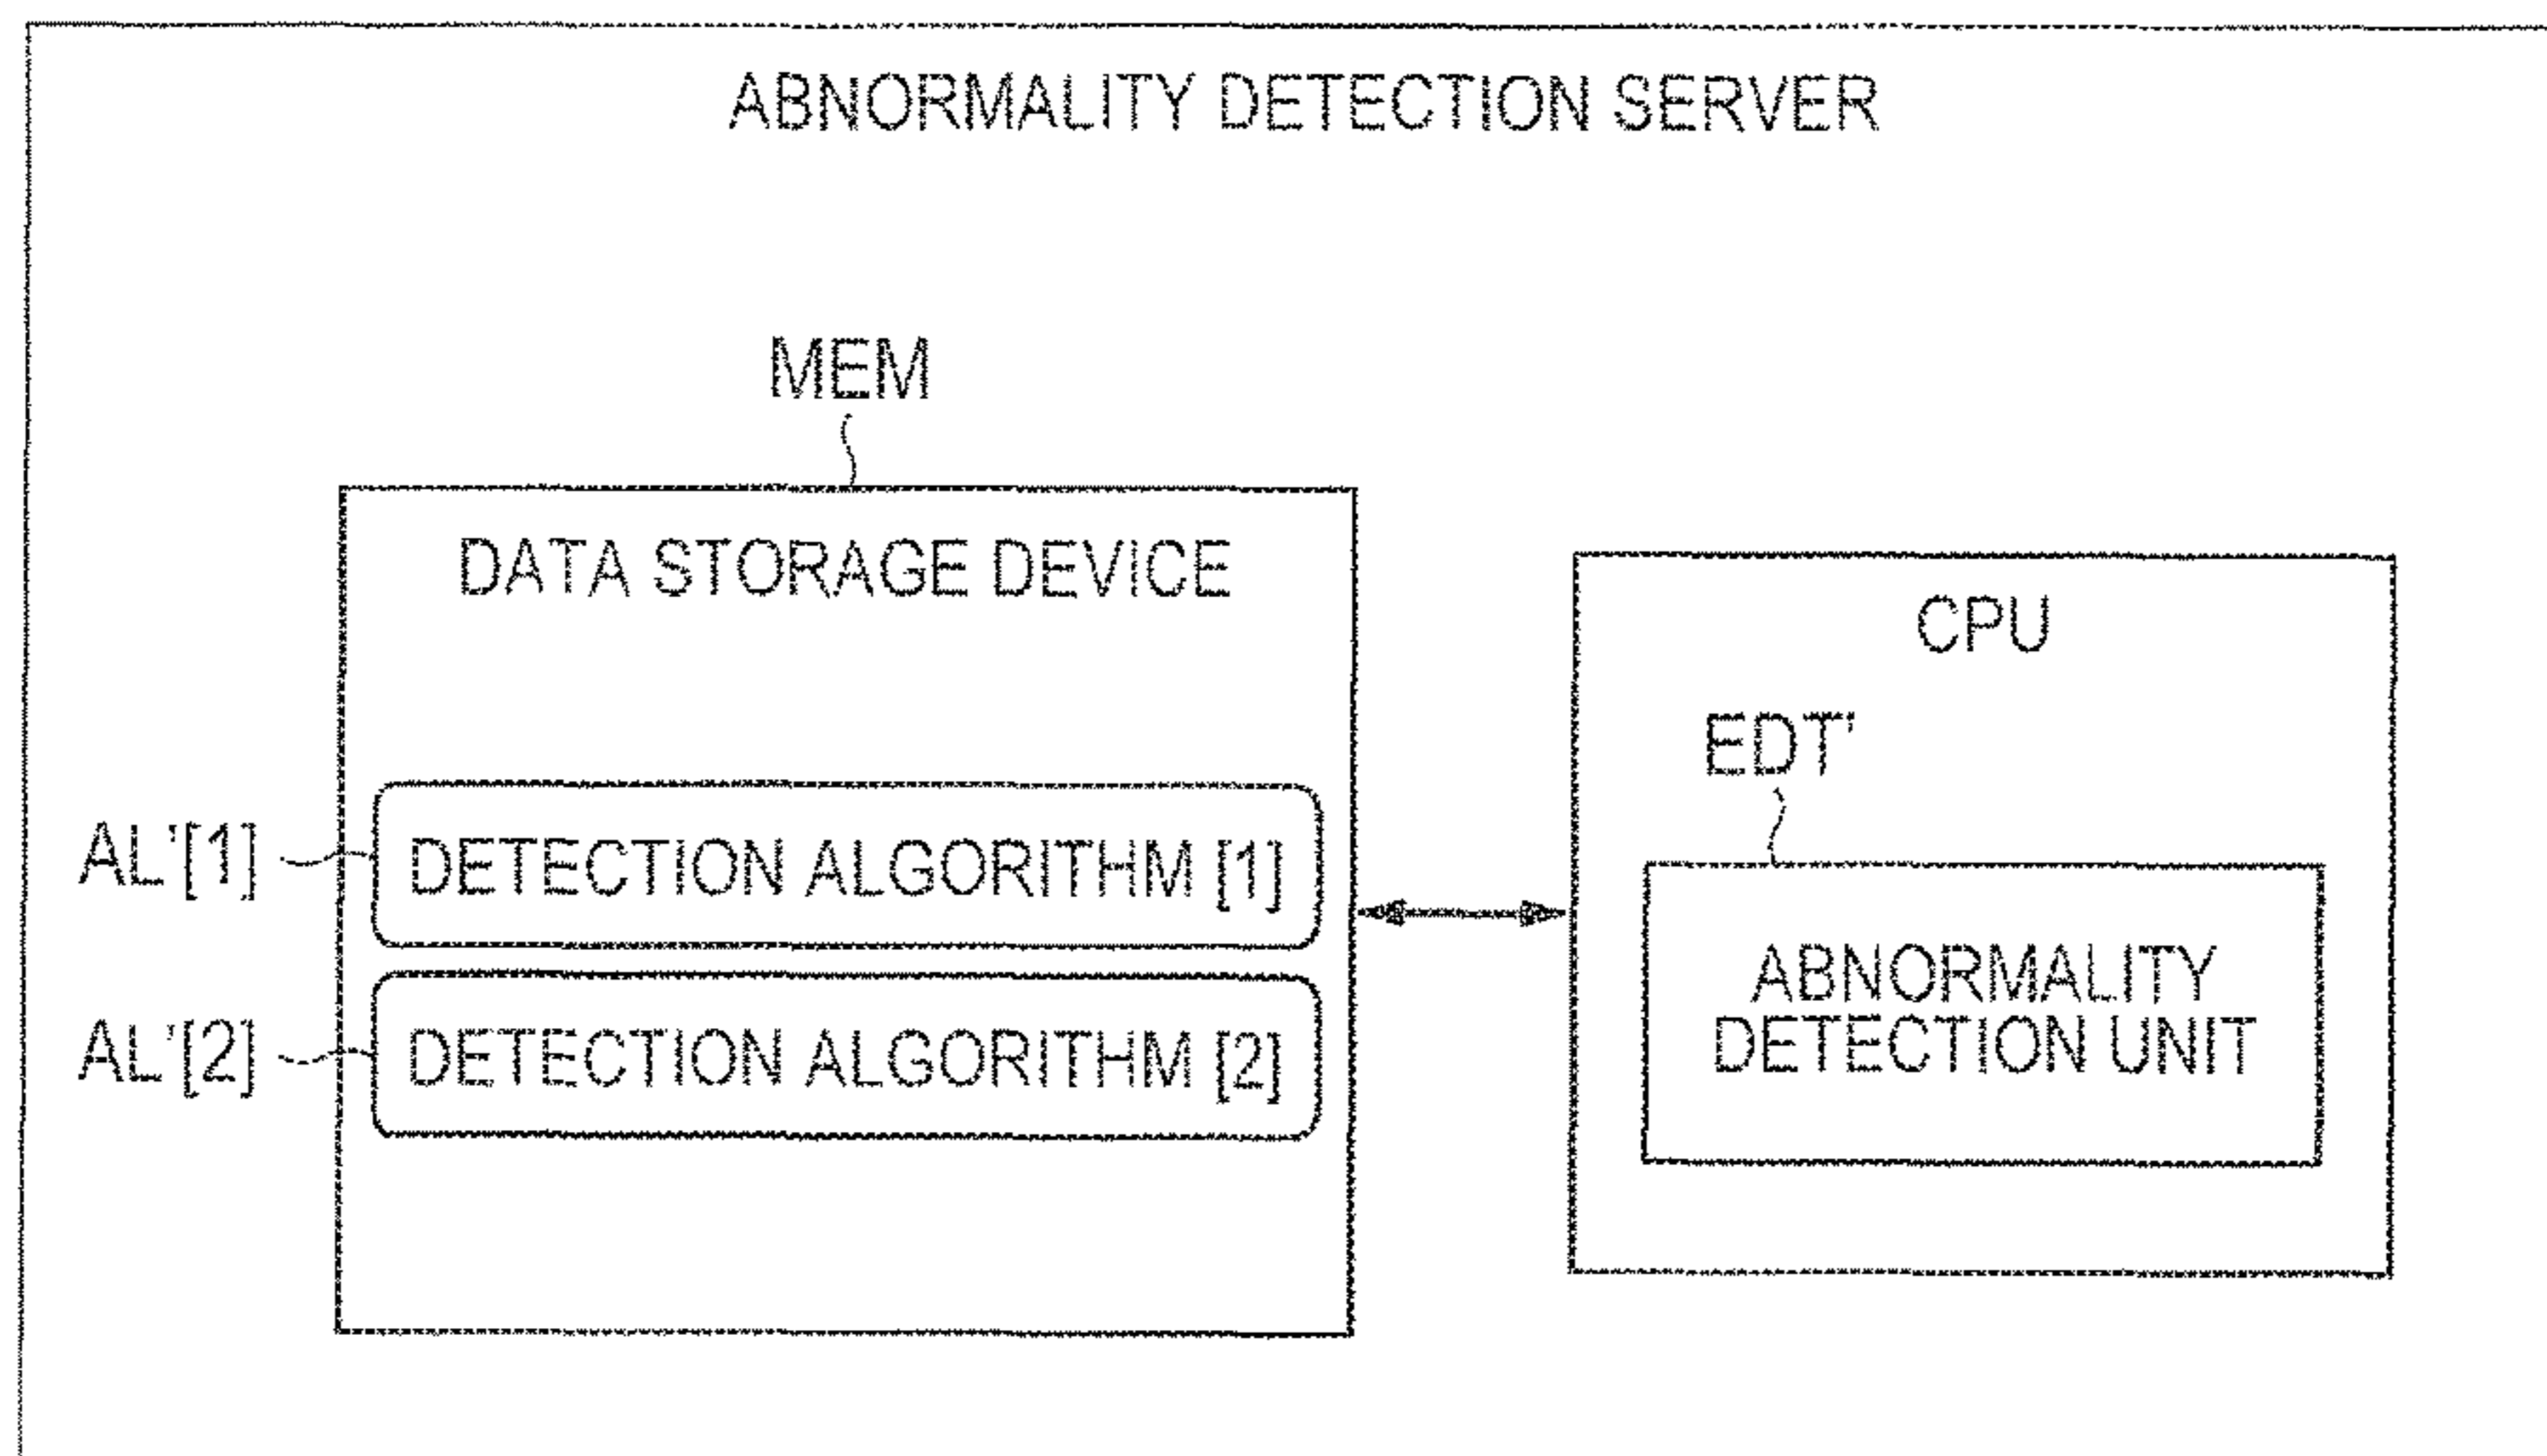 ABNORMALITY DETECTION SERVER
MEM
DATA STORAGE DEVICE
CPU
EDT'
AL'[1]
DETECTION ALGORITHM [1]
AL'[2]
DETECTION ALGORITHM [2]
ABNORMALITY
DETECTION UNIT